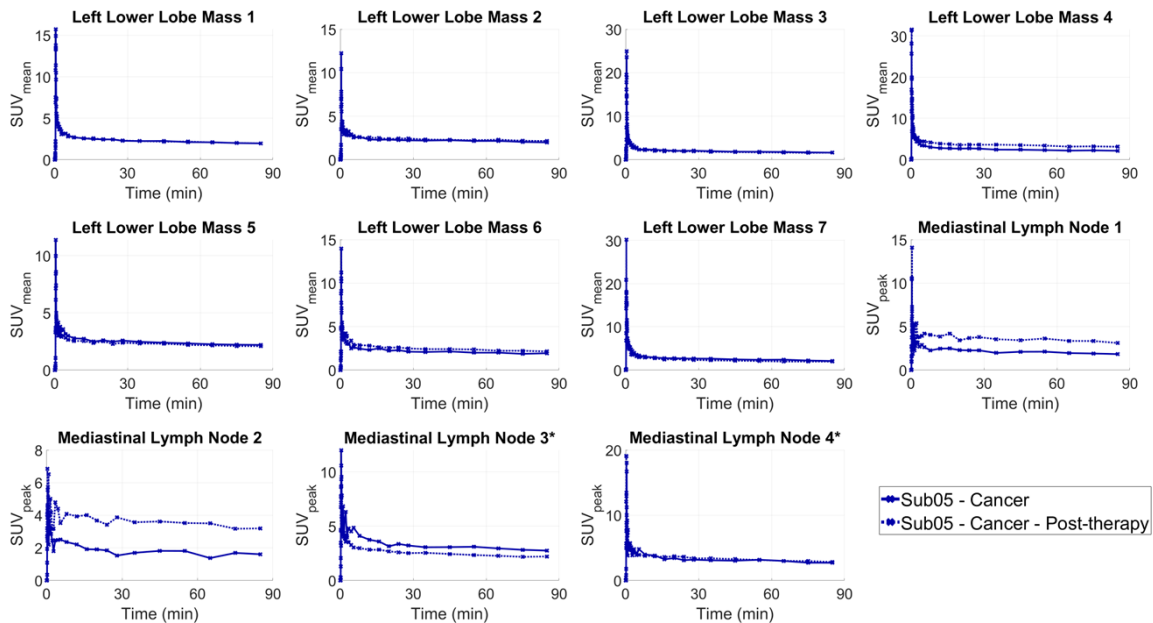 Left Lower Lobe Mass 1
15
10
5
0
0 30 60 90
SUVmean
Time (min)
Left Lower Lobe Mass 2
15
10
5
0
0 30 60 90
SUVmean
Time (min)
Left Lower Lobe Mass 3
30
20
10
0
0 30 60 90
SUVmean
Time (min)
Left Lower Lobe Mass 4
30
20
10
0
0 30 60 90
SUVmean
Time (min)
Left Lower Lobe Mass 5
10
5
0
0 30 60 90
SUVmean
Time (min)
Left Lower Lobe Mass 6
15
10
5
0
0 30 60 90
SUVmean
Time (min)
Left Lower Lobe Mass 7
30
20
10
0
0 30 60 90
SUVmean
Time (min)
Mediastinal Lymph Node 1
15
10
5
0
0 30 60 90
SUVpeak
Time (min)
Mediastinal Lymph Node 2
8
6
4
2
0
0 30 60 90
SUVpeak
Time (min)
Mediastinal Lymph Node 3*
10
5
0
0 30 60 90
SUVpeak
Time (min)
Mediastinal Lymph Node 4*
20
10
0
0 30 60 90
SUVpeak
Time (min)
Sub05 - Cancer
Sub05 - Cancer - Post-therapy